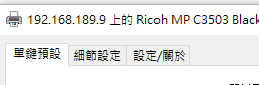 192.168.189.9 上的 Ricoh MP C3503 Black
單鍵預設 細節設定 設定/關於